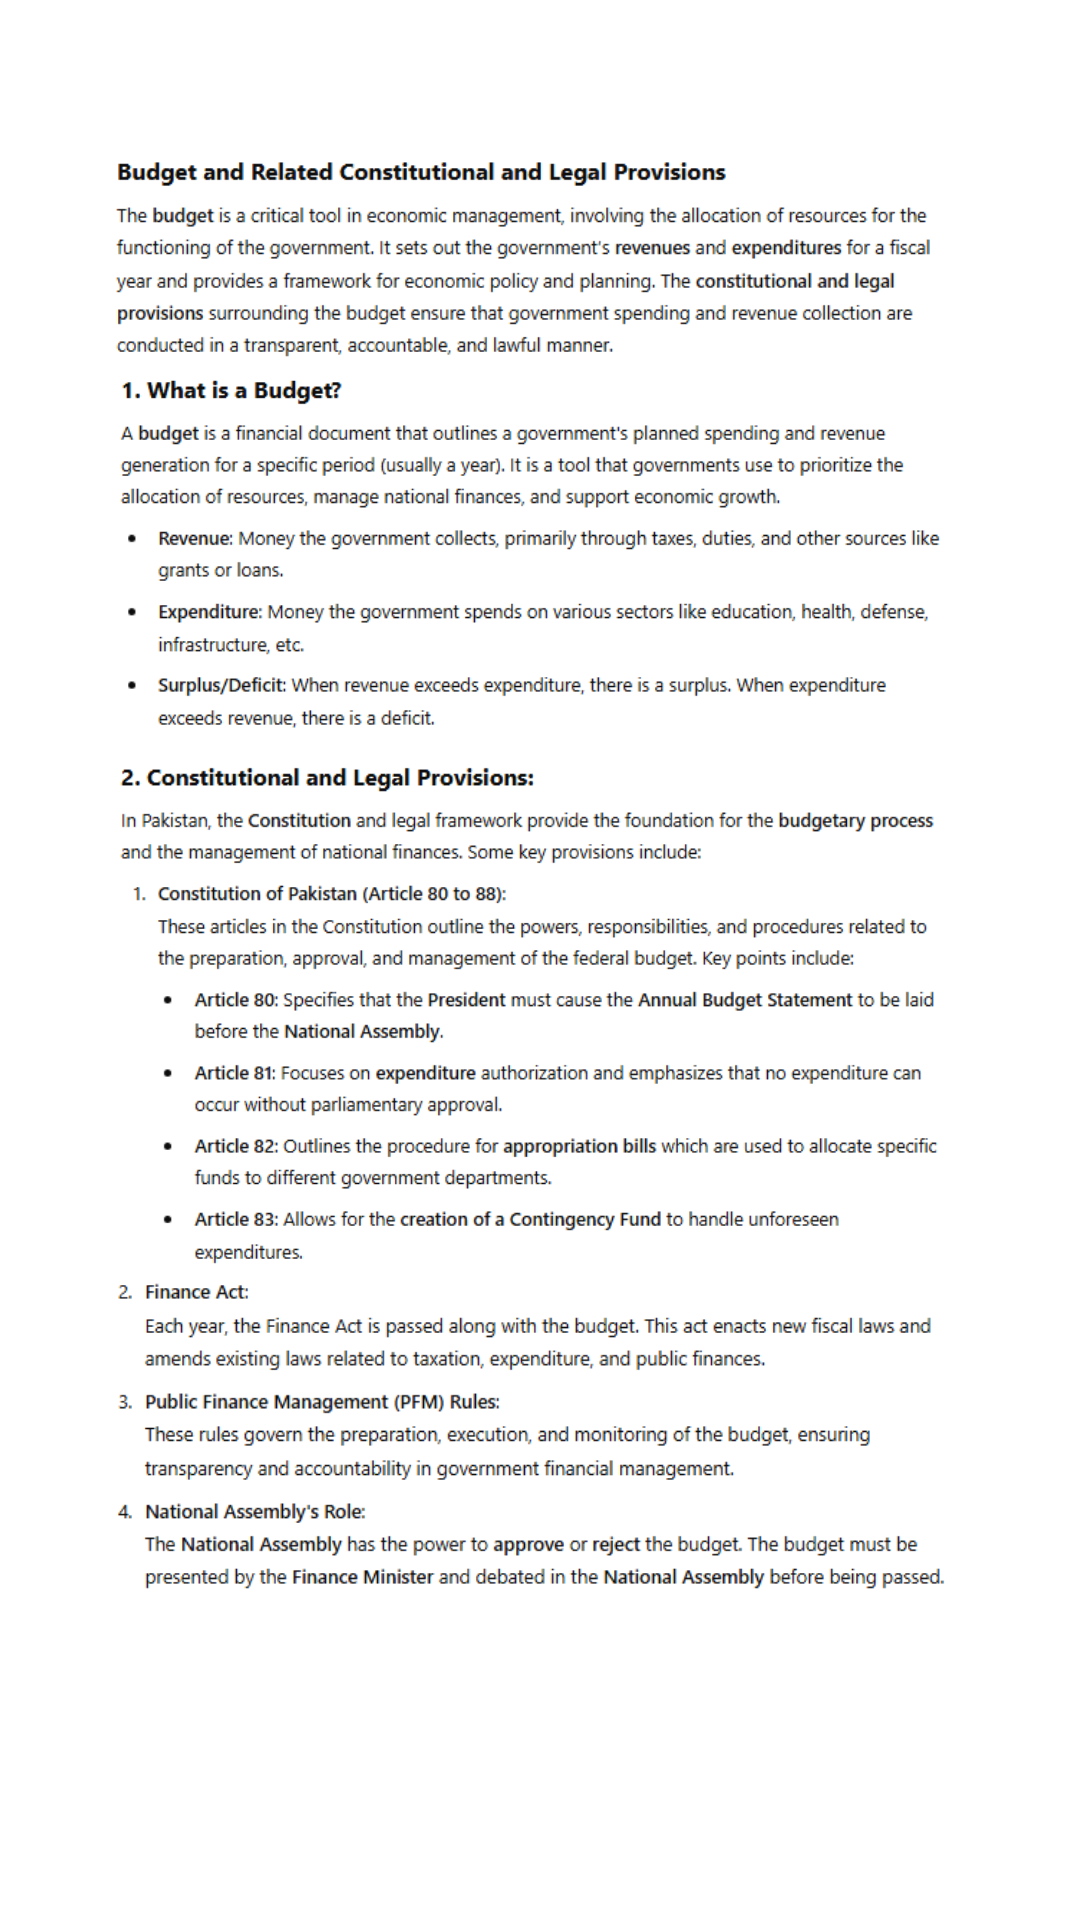 Budget and Related Constitutional and Legal Provisions
The budget is a critical tool in economic management, involving the allocation of resources for the
functioning of the government. It sets out the government's revenues and expenditures for a fiscal
year and provides a framework for economic policy and planning. The constitutional and legal
provisions surrounding the budget ensure that government spending and revenue collection are
conducted in a transparent, accountable, and lawful manner.
1. What is a Budget?
A budget is a financial document that outlines a government's planned spending and revenue
generation for a specific period (usually a year). It is a tool that governments use to prioritize the
allocation of resources, manage national finances, and support economic growth.
• Revenue: Money the government collects, primarily through taxes, duties, and other sources like
grants or loans.
• Expenditure: Money the government spends on various sectors like education, health, defense,
infrastructure, etc.
• Surplus/Deficit: When revenue exceeds expenditure, there is a surplus. When expenditure
exceeds revenue, there is a deficit.
2. Constitutional and Legal Provisions:
In Pakistan, the Constitution and legal framework provide the foundation for the budgetary process
and the management of national finances. Some key provisions include:
1. Constitution of Pakistan (Article 80 to 88):
These articles in the Constitution outline the powers, responsibilities, and procedures related to
the preparation, approval, and management of the federal budget. Key points include:
• Article 80: Specifies that the President must cause the Annual Budget Statement to be laid
before the National Assembly.
• Article 81: Focuses on expenditure authorization and emphasizes that no expenditure can
occur without parliamentary approval.
• Article 82: Outlines the procedure for appropriation bills which are used to allocate specific
funds to different government departments.
• Article 83: Allows for the creation of a Contingency Fund to handle unforeseen
expenditures.
2. Finance Act:
Each year, the Finance Act is passed along with the budget. This act enacts new fiscal laws and
amends existing laws related to taxation, expenditure, and public finances.
3. Public Finance Management (PFM) Rules:
These rules govern the preparation, execution, and monitoring of the budget, ensuring
transparency and accountability in government financial management.
4. National Assembly's Role:
The National Assembly has the power to approve or reject the budget. The budget must be
presented by the Finance Minister and debated in the National Assembly before being passed.